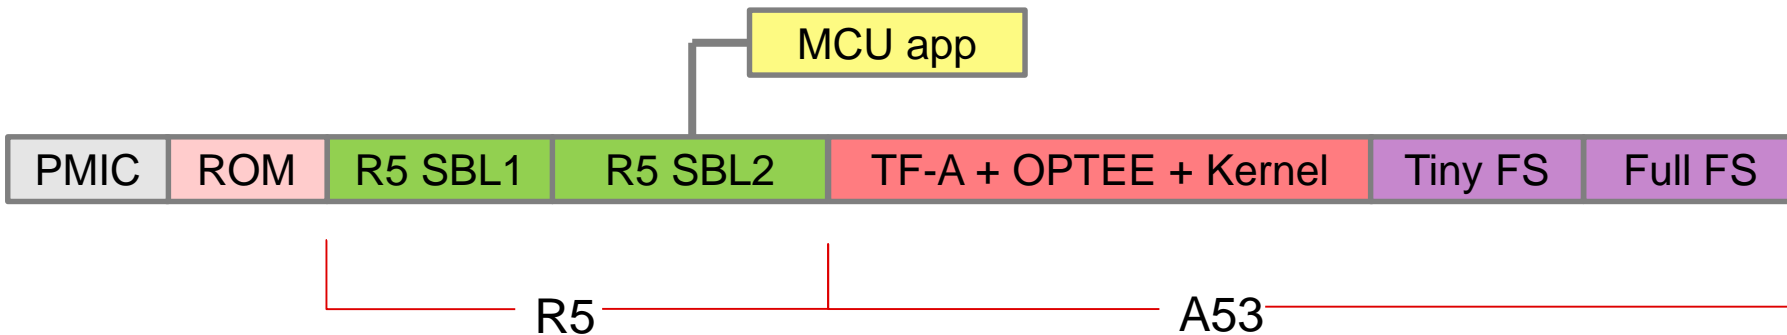 MCU app
PMIC ROM R5 SBL1 R5 SBL2 TF-A + OPTEE + Kernel Tiny FS Full FS
R5 A53